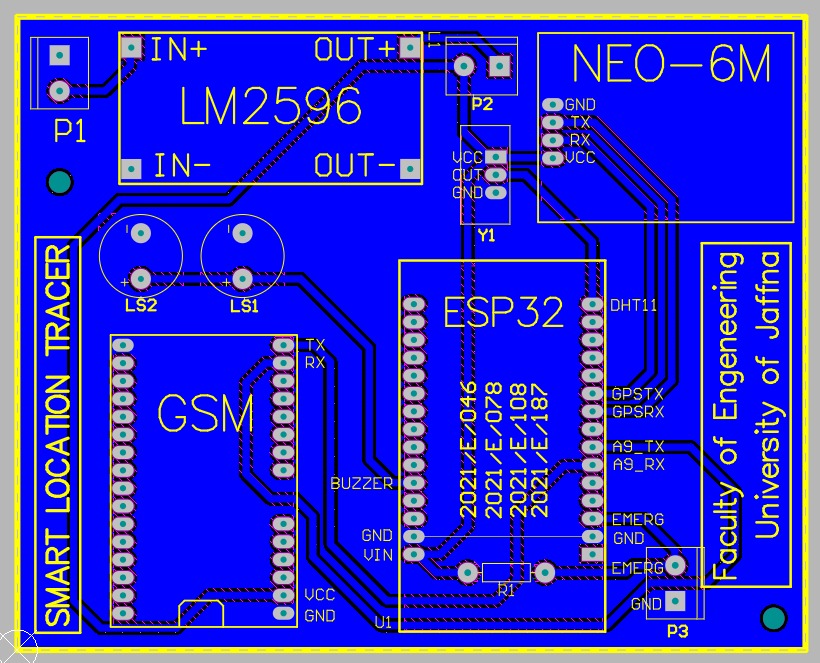 IN+
OUT+
LM2596
IN-
OUT-
P1
P2
NEO-6M
GND
TX
RX
VCC
VCC
OUT
GND
Y1
LS2
LS1
SMART LOCATION TRACER
GSM
TX
RX
VCC
GND
ESP32
2021/E/046
2021/E/078
2021/E/108
2021/E/187
BUZZER
GND
VIN
DHT11
GPSTX
GPSRX
A9_TX
A9_RX
EMERG
GND
EMERG
R1
U1
GND
P3
Faculty of Engeneering
University of Jaffna